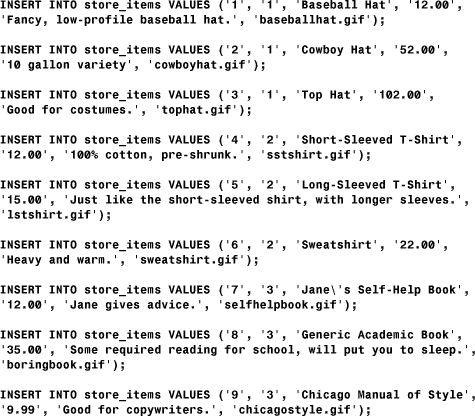 INSERT INTO store_items VALUES ('1', '1', 'Baseball Hat', '12.00',
'Fancy, low-profile baseball hat.', 'baseballhat.gif');
INSERT INTO store_items VALUES ('2', '1', 'Cowboy Hat', '52.00',
'10 gallon variety', 'cowboyhat.gif');
INSERT INTO store_items VALUES ('3', '1', 'Top Hat', '102.00',
'Good for costumes.', 'tophat.gif');
INSERT INTO store_items VALUES ('4', '2', 'Short-Sleeved T-Shirt',
'12.00', '100% cotton, pre-shrunk.', 'sstshirt.gif');
INSERT INTO store_items VALUES ('5', '2', 'Long-Sleeved T-Shirt',
'15.00', 'Just like the short-sleeved shirt, with longer sleeves.',
'lstshirt.gif');
INSERT INTO store_items VALUES ('6', '2', 'Sweatshirt', '22.00',
'Heavy and warm.', 'sweatshirt.gif');
INSERT INTO store_items VALUES ('7', '3', 'Jane\'s Self-Help Book',
'12.00', 'Jane gives advice.', 'selfhelpbook.gif');
INSERT INTO store_items VALUES ('8', '3', 'Generic Academic Book',
'35.00', 'Some required reading for school, will put you to sleep.',
'boringbook.gif');
INSERT INTO store_items VALUES ('9', '3', 'Chicago Manual of Style',
'9.99', 'Good for copywriters.', 'chicagostyle.gif');